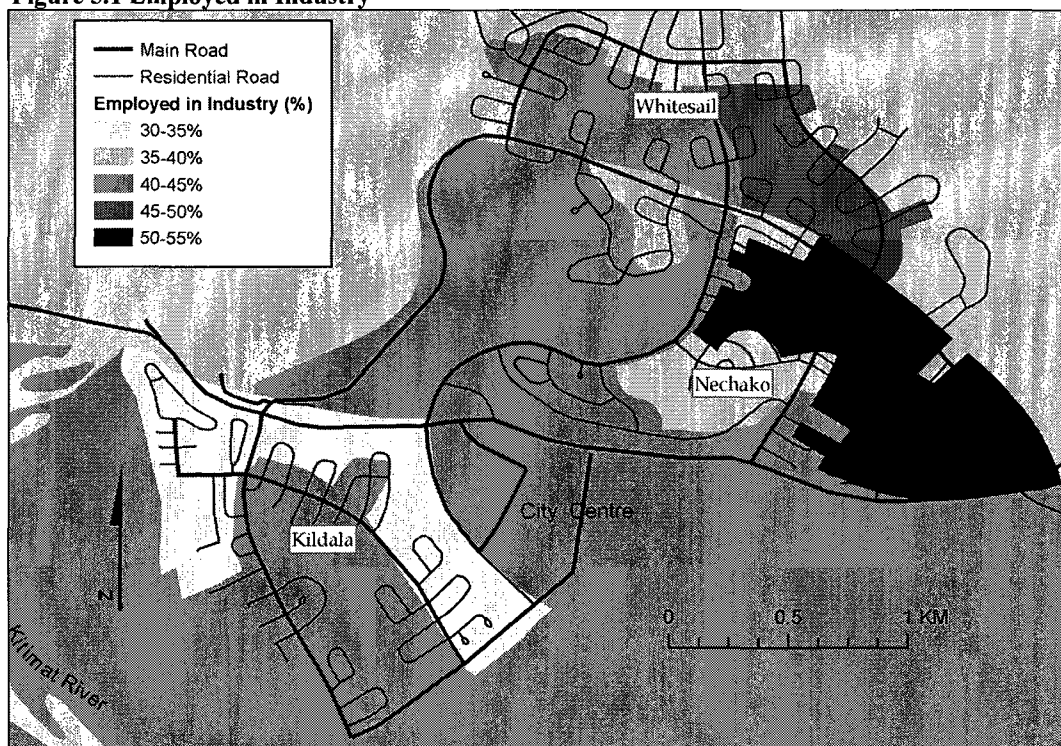 Figure 5.1 Employed in Industry
Main Road
Residential Road
Employed in Industry (%)
30-35%
35-40%
40-45%
45-50%
50-55%
Whitesail
Nechako
City Centre
Kildala
N
0 0.5 1 KM
Kitimat River